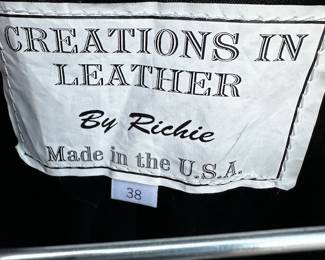 CREATIONS IN
LEATHER
By Richie
Made in the U.S.A.
38